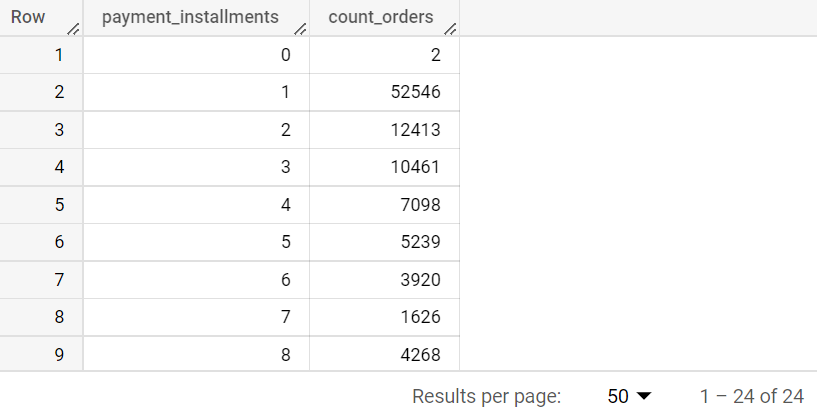 Row payment_installments count_orders
1 0 2
2 1 52546
3 2 12413
4 3 10461
5 4 7098
6 5 5239
7 6 3920
8 7 1626
9 8 4268
Results per page: 50 1 – 24 of 24